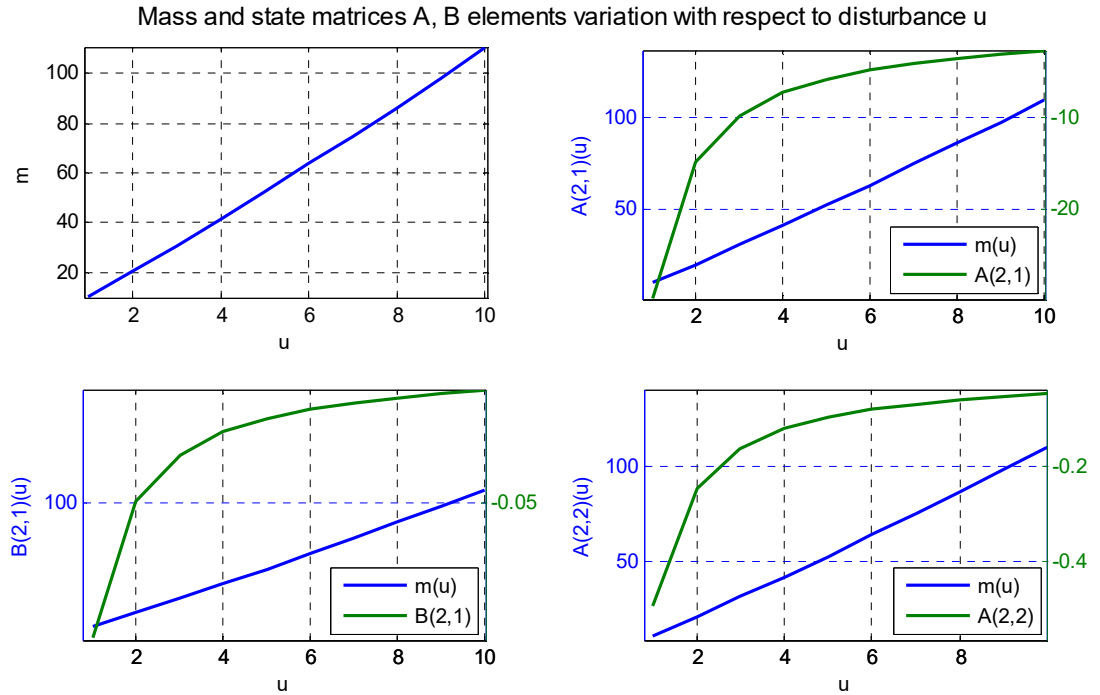 Mass and state matrices A, B elements variation with respect to disturbance u
m
100
80
60
40
20
2
4
6
8
10
u
A(2,1)(u)
100
50
-10
-20
m(u)
A(2,1)
2
4
6
8
10
u
B(2,1)(u)
100
-0.05
m(u)
B(2,1)
2
4
6
8
10
u
A(2,2)(u)
100
50
-0.2
-0.4
m(u)
A(2,2)
2
4
6
8
u